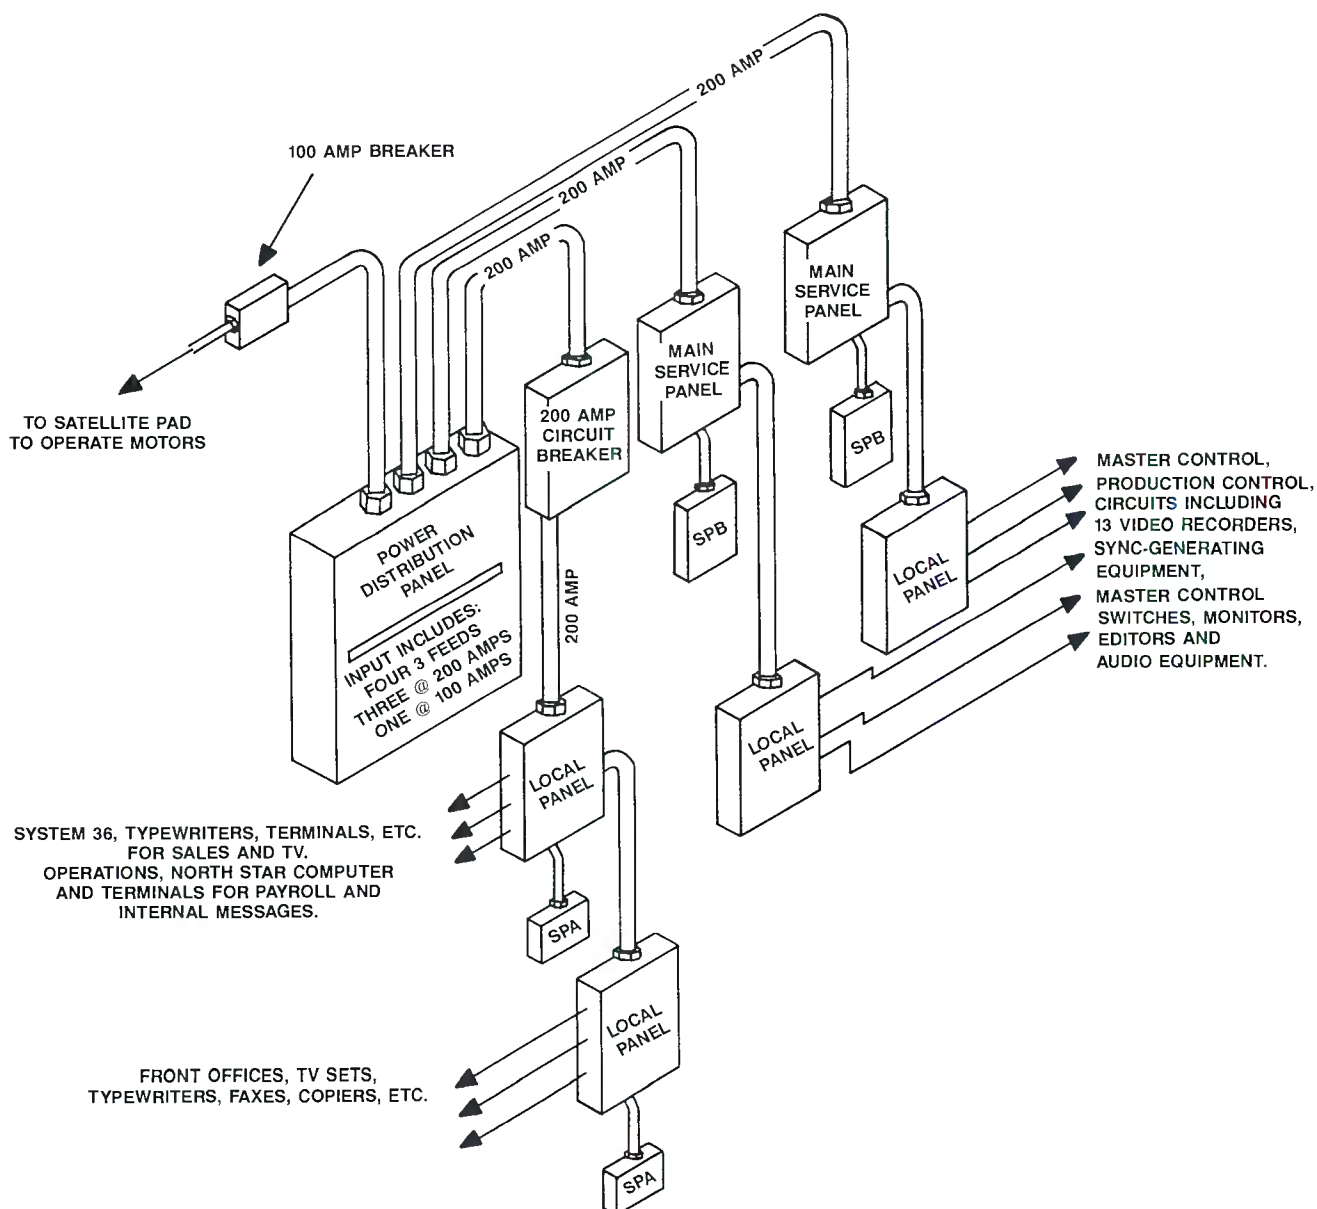 200 AMP
100 AMP BREAKER
200 AMP
200 AMP
MAIN
SERVICE
PANEL
MAIN
SERVICE
PANEL
TO SATELLITE PAD
TO OPERATE MOTORS
200 AMP
CIRCUIT
BREAKER
SPB
SPB
POWER
DISTRIBUTION
PANEL
INPUT INCLUDES:
FOUR 3 FEEDS
THREE @ 200 AMPS
ONE @ 100 AMPS
200 AMP
LOCAL
PANEL
MASTER CONTROL,
PRODUCTION CONTROL,
CIRCUITS INCLUDING
13 VIDEO RECORDERS,
SYNC-GENERATING
EQUIPMENT,
MASTER CONTROL
SWITCHES, MONITORS,
EDITORS AND
AUDIO EQUIPMENT.
LOCAL
PANEL
LOCAL
PANEL
SYSTEM 36, TYPEWRITERS, TERMINALS, ETC.
FOR SALES AND TV.
OPERATIONS, NORTH STAR COMPUTER
AND TERMINALS FOR PAYROLL AND
INTERNAL MESSAGES.
SPA
LOCAL
PANEL
FRONT OFFICES, TV SETS,
TYPEWRITERS, FAXES, COPIERS, ETC.
SPA